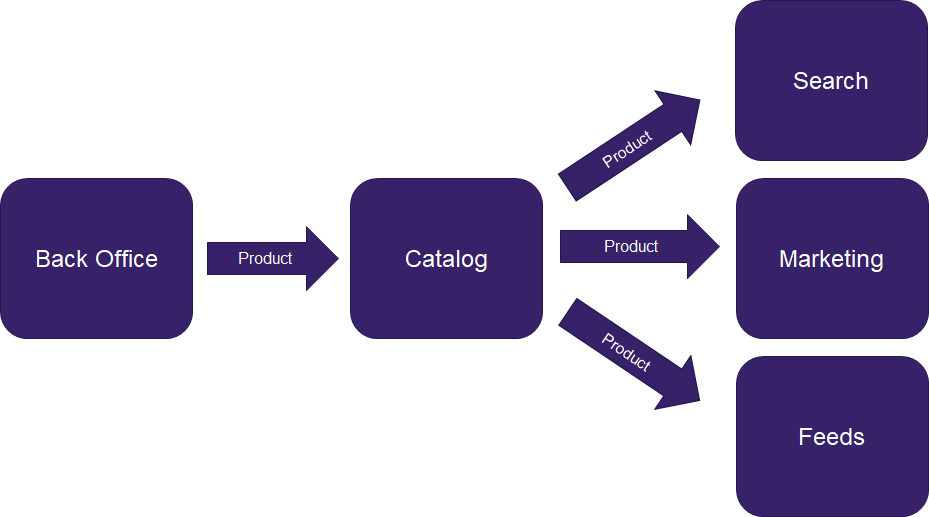 Back Office
Product
Catalog
Product
Search
Product
Marketing
Product
Feeds